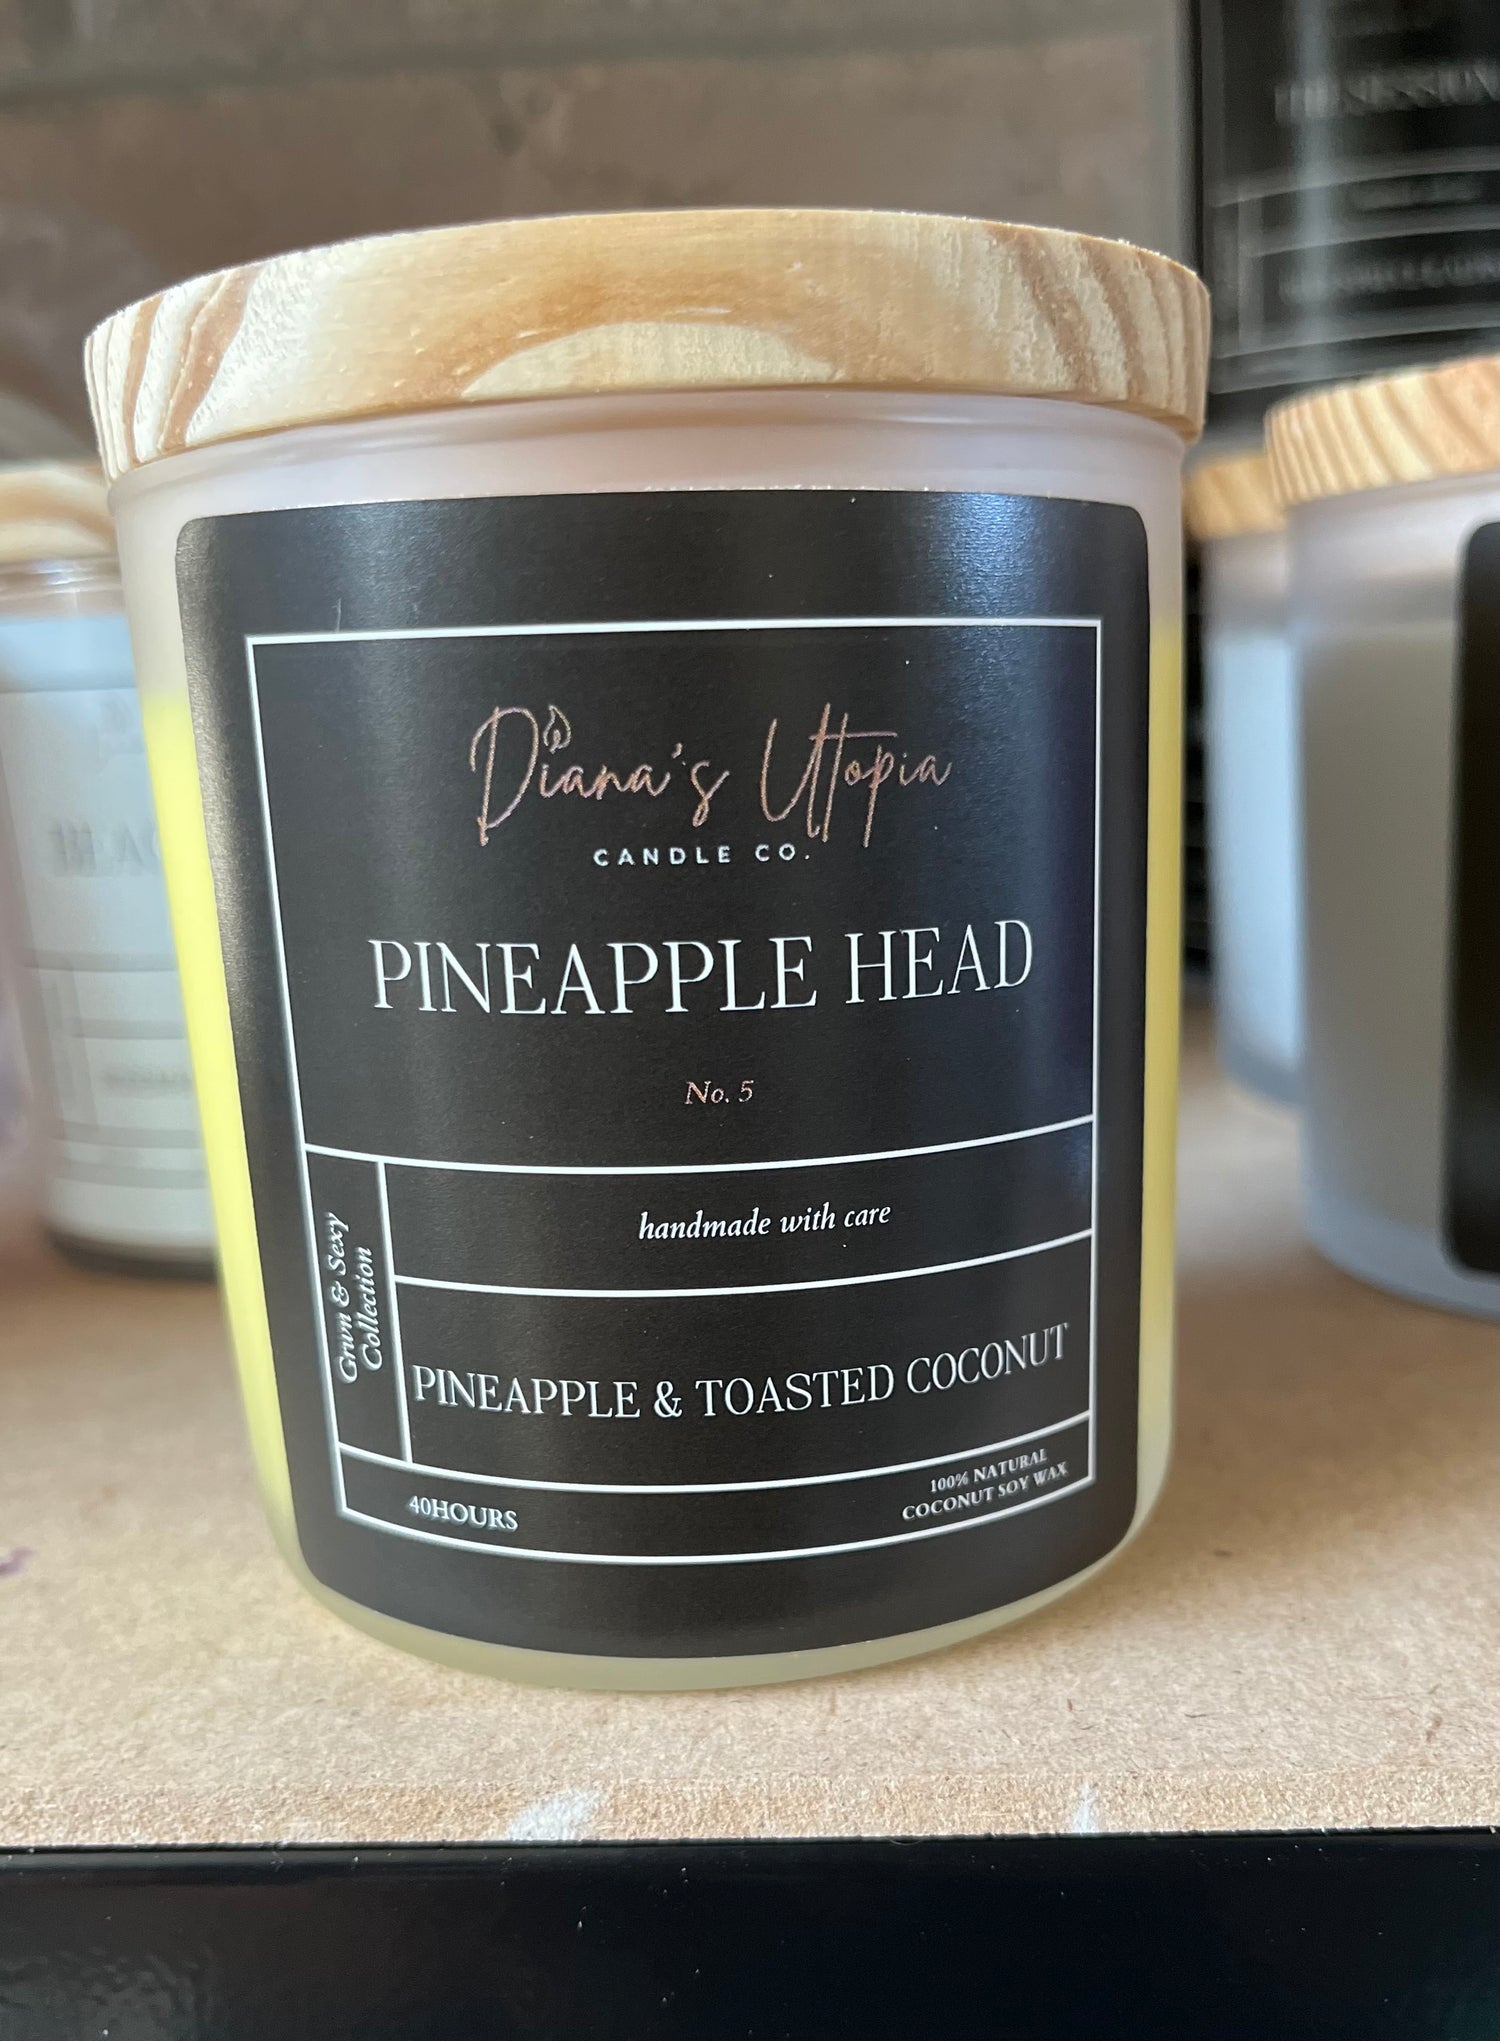 Diana's Utopia
CANDLE CO.
PINEAPPLE HEAD
No. 5
handmade with care
Grwn & Sexy
Collection
PINEAPPLE & TOASTED COCONUT
40HOURS
100% NATURAL
COCONUT SOY WAX